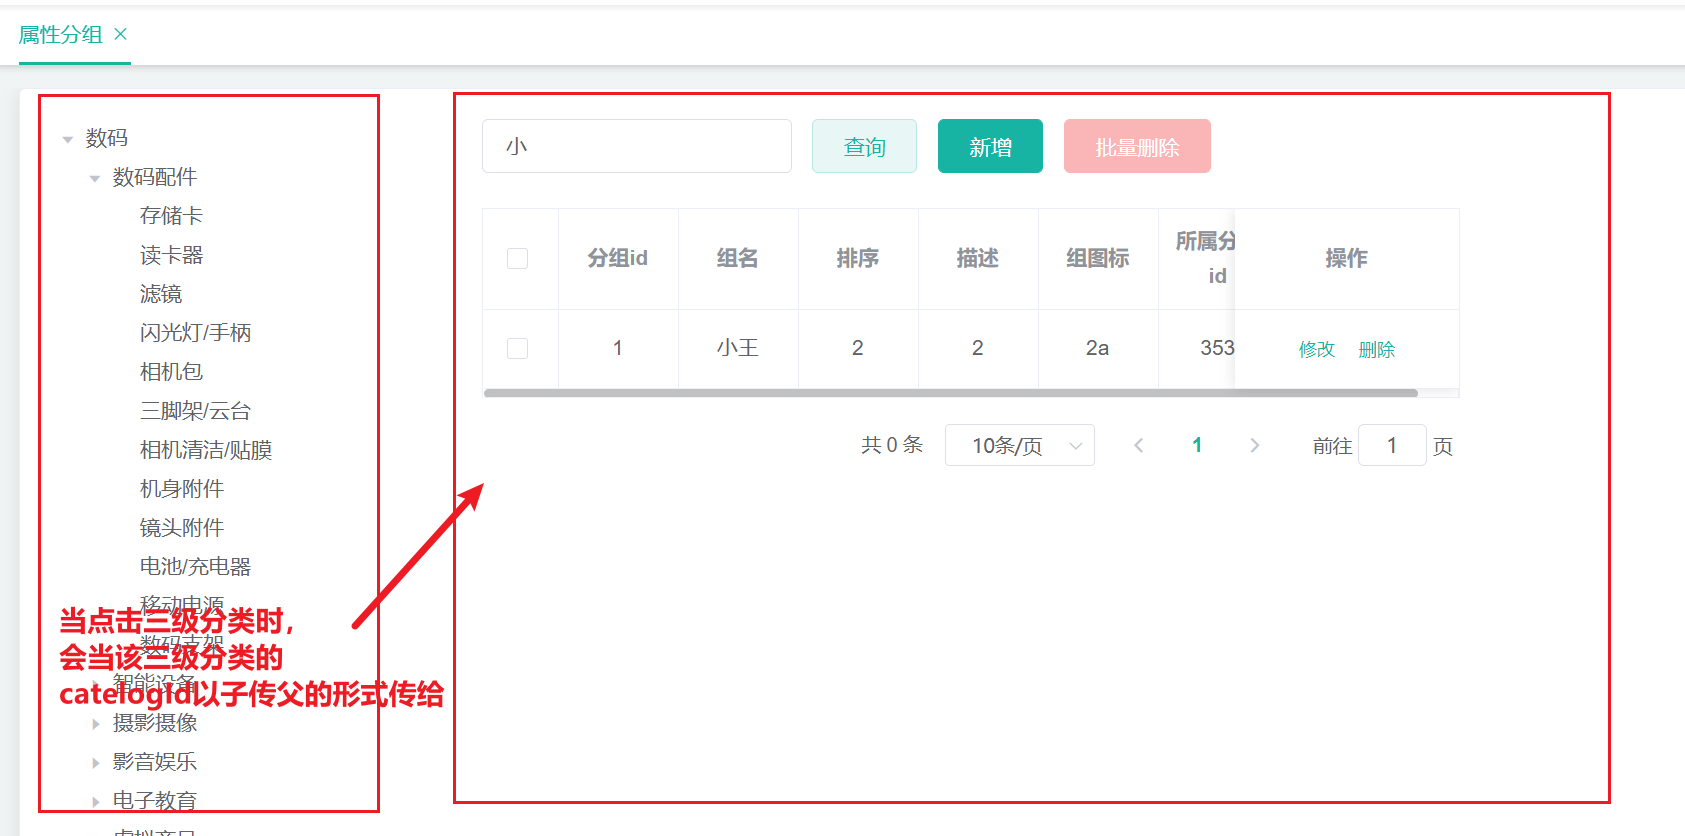 属性分组
数码
数码配件
存储卡
读卡器
滤镜
闪光灯/手柄
相机包
三脚架/云台
相机清洁/贴膜
机身附件
镜头附件
电池/充电器
移动电源
数码支架
智能设备
摄影摄像
影音娱乐
电子教育
虚拟商品
当点击三级分类时，
会当该三级分类的
catelogId以子传父的形式传给
小 查询 新增 批量删除
分组id 组名 排序 描述 组图标 所属分 操作
id
1 小王 2 2 2a 353 修改 删除
共 0 条 10条/页 1 前往 1 页